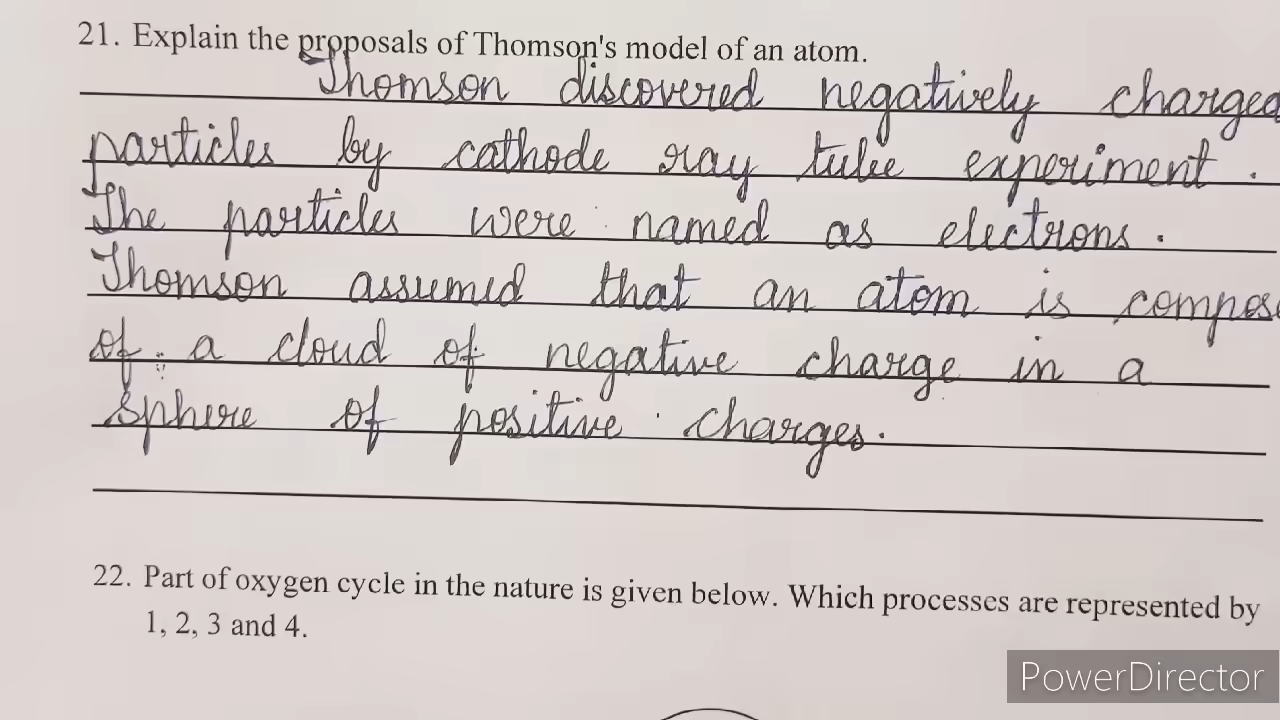 21. Explain the proposals of Thomson's model of an atom.
Thomson discovered negatively charged
particles by cathode ray tube experiment.
The particles were named as electrons.
Thomson assumed that an atom is compose
of a cloud of negative charge in a
sphere of positive charges.
22. Part of oxygen cycle in the nature is given below. Which processes are represented by
1, 2, 3 and 4.
PowerDirector